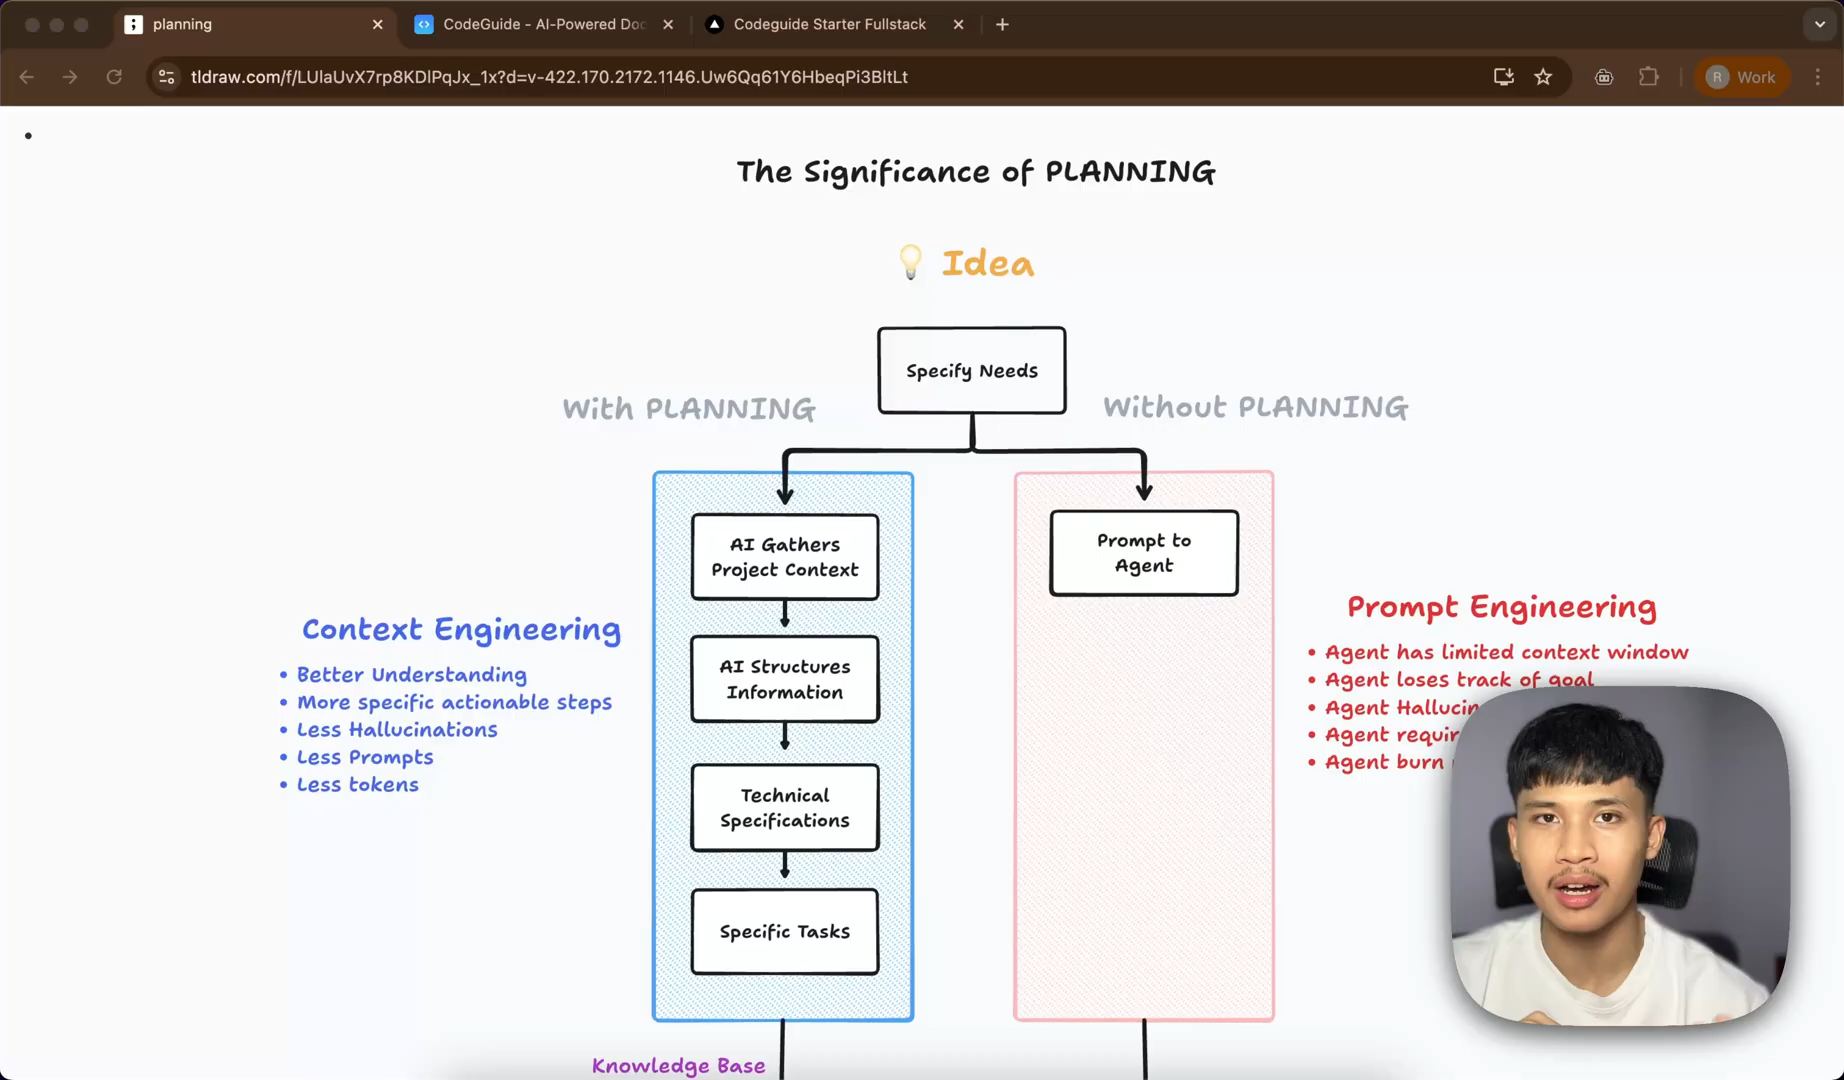 planning
CodeGuide - AI-Powered Doc
Codeguide Starter Fullstack
tldraw.com/f/LUlaUvX7rp8KDlPqJx_1x?d=v-422.170.2172.1146.Uw6Qq61Y6HbeqPi3BltLt
R Work
The Significance of PLANNING
Idea
Specify Needs
With PLANNING
Without PLANNING
AI Gathers
Project Context
AI Structures
Information
Technical
Specifications
Specific Tasks
Prompt to
Agent
Context Engineering
• Better Understanding
• More specific actionable steps
• Less Hallucinations
• Less Prompts
• Less tokens
Prompt Engineering
• Agent has limited context window
• Agent loses track of goal
• Agent
• Agent
• Agent burn
Knowledge Base